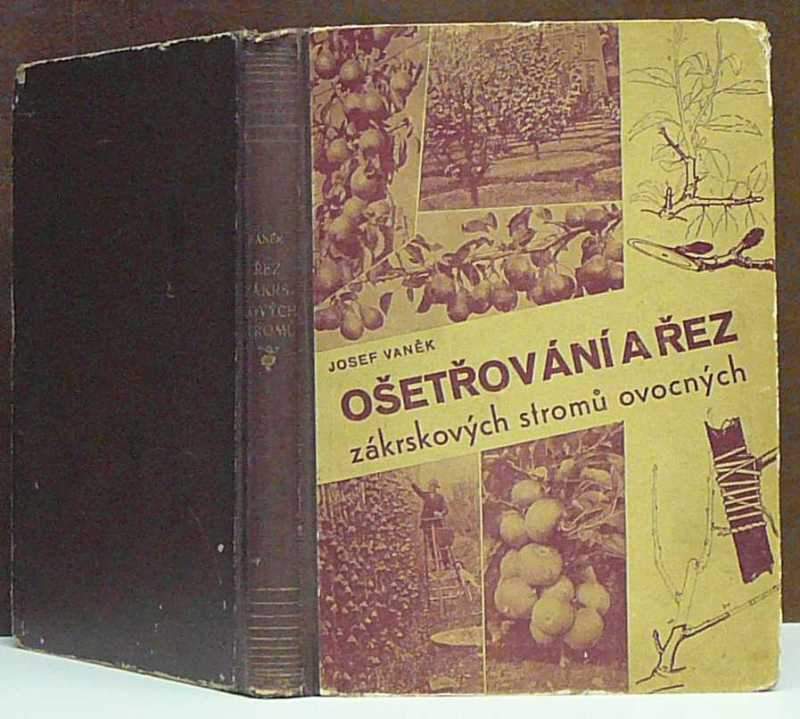 VANĚK
ŘEZ
ZÁKRS-
KOVÝCH
STROMŮ
JOSEF VANĚK
OŠETŘOVÁNÍ A ŘEZ
zákrskových stromů ovocných